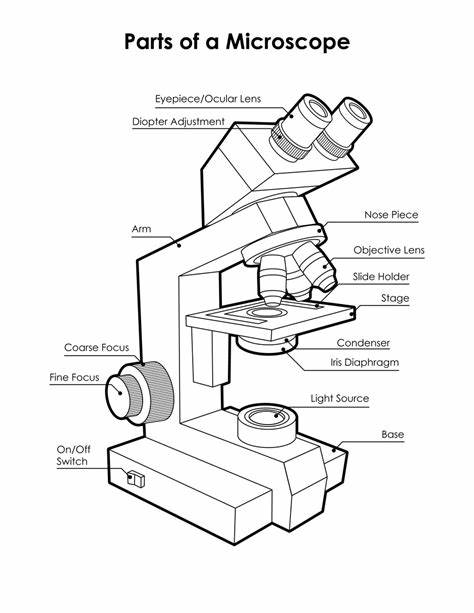 Parts of a Microscope
Eyepiece/Ocular Lens
Diopter Adjustment
Nose Piece
Arm
Objective Lens
Slide Holder
Stage
Condenser
Coarse Focus
Iris Diaphragm
Fine Focus
Light Source
Base
On/Off
Switch